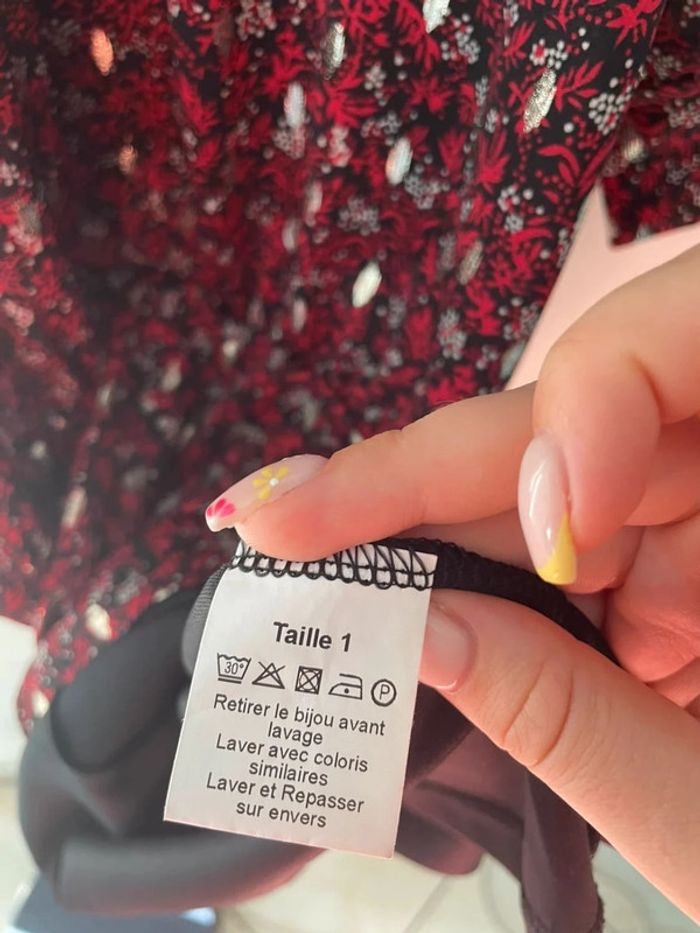 Taille 1
30°
P
Retirer le bijou avant
lavage
Laver avec coloris
similaires
Laver et Repasser
sur envers